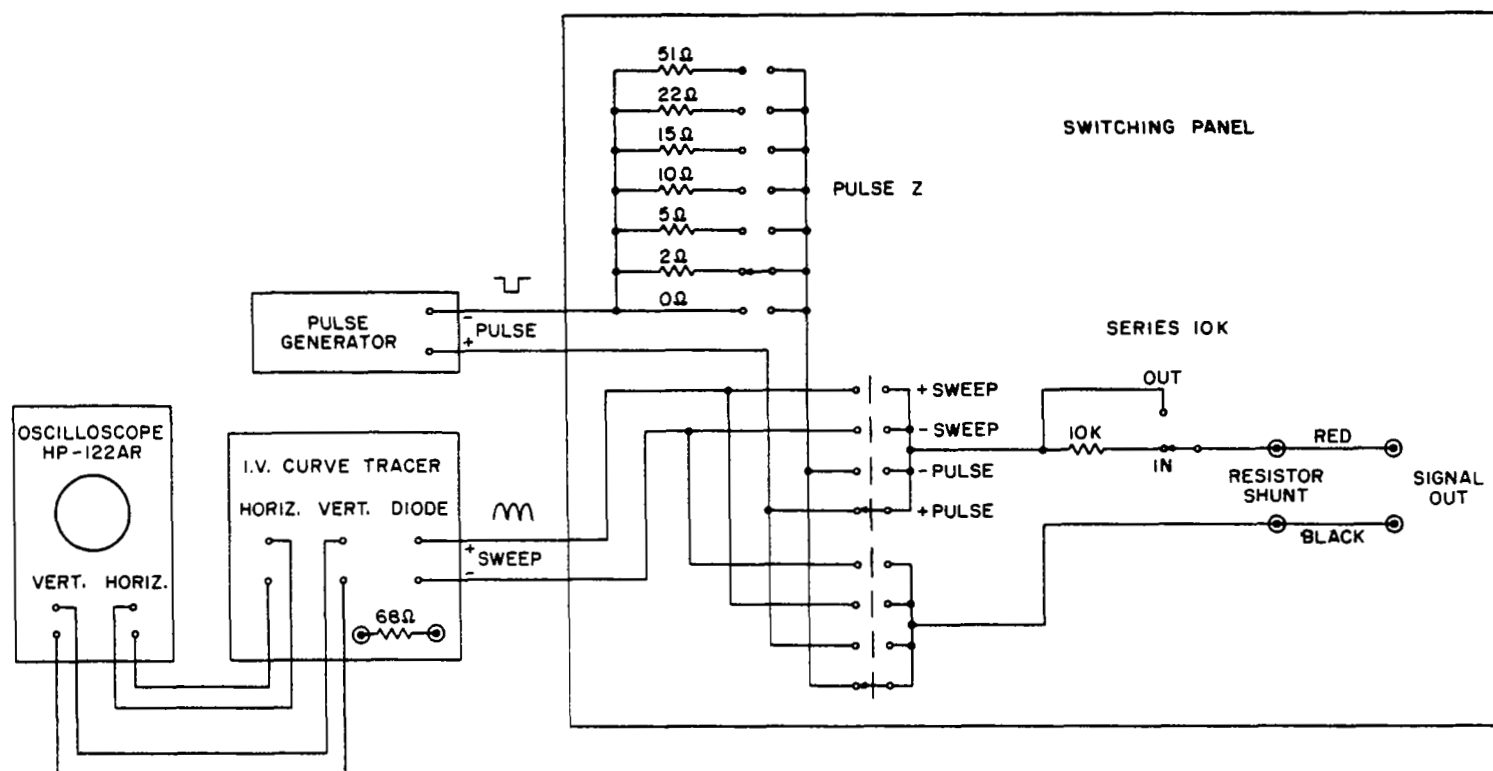 51Ω
22Ω
15Ω
10Ω
5Ω
2Ω
0Ω
SWITCHING PANEL
PULSE Z
PULSE
GENERATOR
-
PULSE
+
SERIES 10K
OUT
10K
IN
+ SWEEP
- SWEEP
- PULSE
+ PULSE
RED
RESISTOR
SHUNT
BLACK
SIGNAL
OUT
OSCILLOSCOPE
HP-122AR
VERT. HORIZ.
I.V. CURVE TRACER
HORIZ. VERT. DIODE
+
SWEEP
-
68Ω